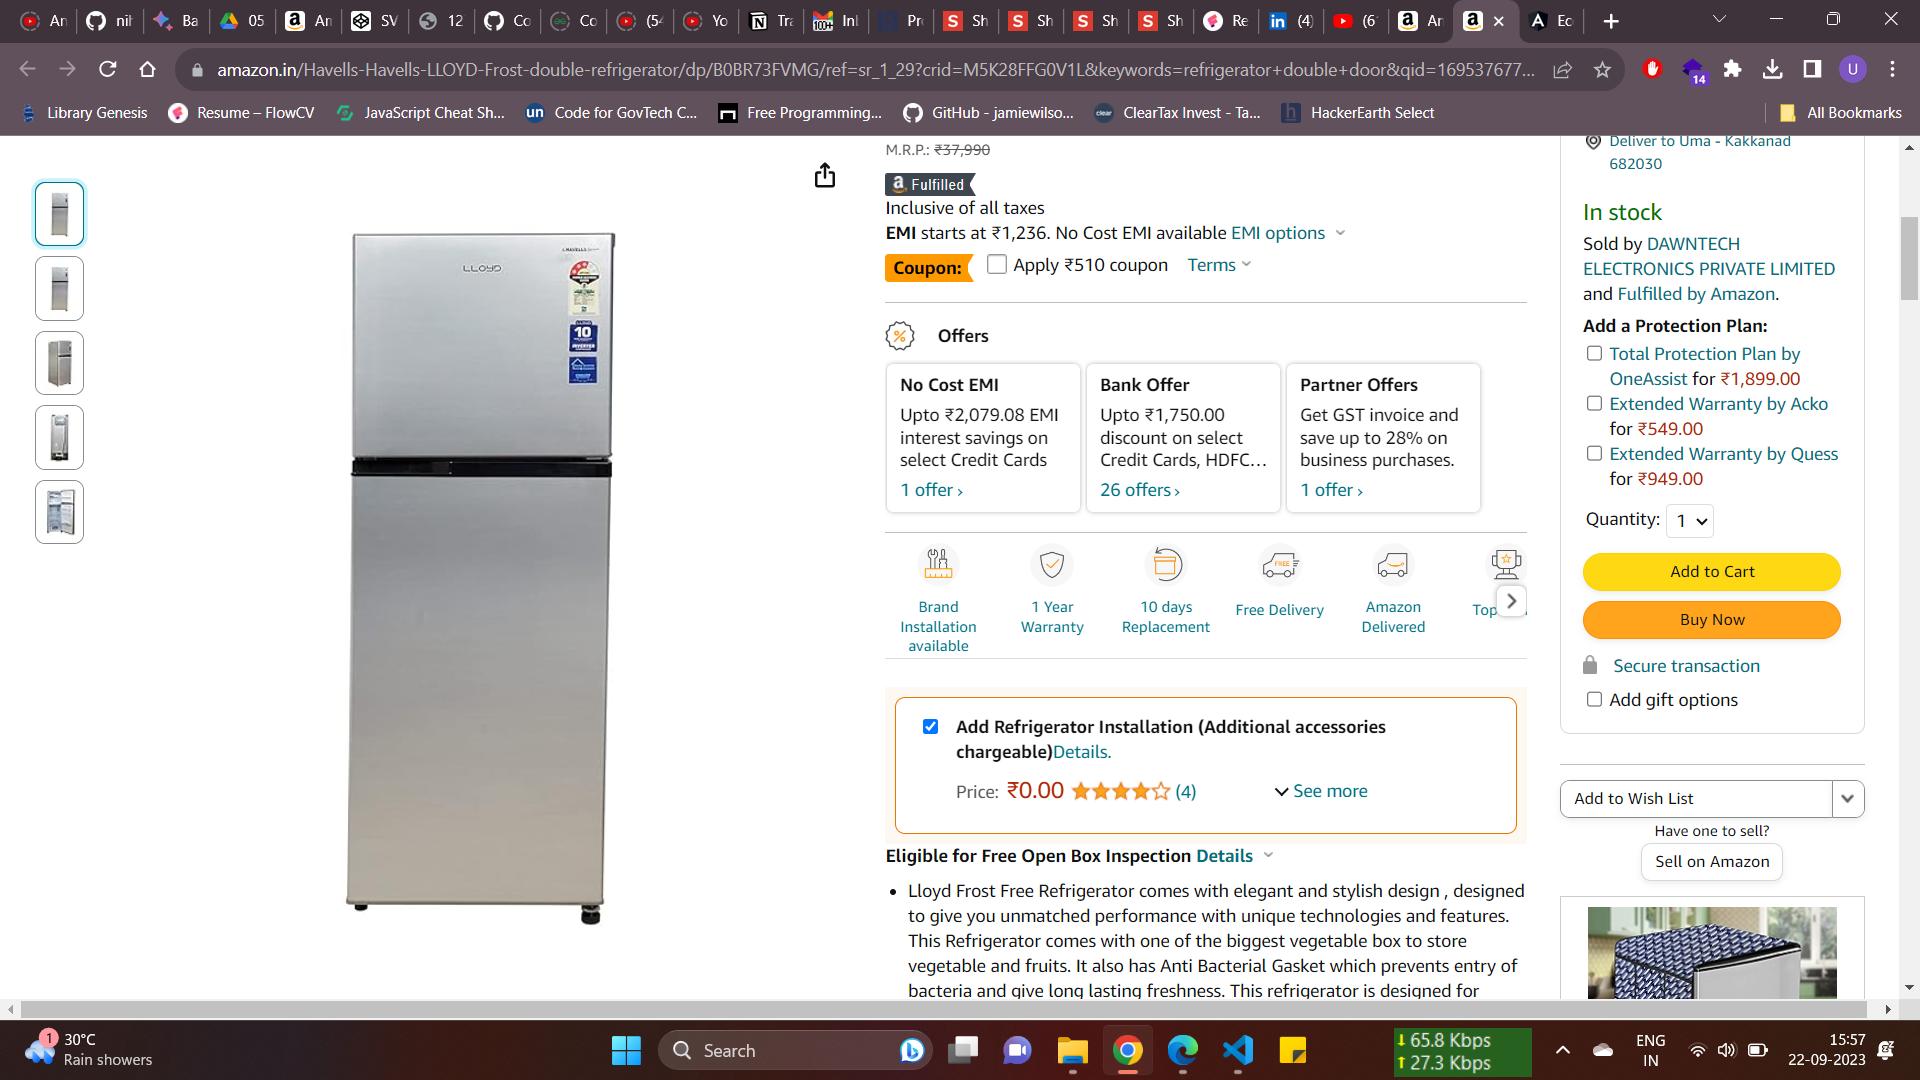 An
nih
Ba
05
An
SV
12
Co
Co
(54
Yo
Tra
100+
Inl
Pr
Sh
Sh
Sh
Sh
Re
in
(4)
(6
An
Ec
amazon.in/Havells-Havells-LLOYD-Frost-double-refrigerator/dp/B0BR73FVMG/ref=sr_1_29?crid=M5K28FFG0V1L&keywords=refrigerator+double+door&qid=169537677...
14
U
Library Genesis
Resume – FlowCV
JavaScript Cheat Sh...
un
Code for GovTech C...
Free Programming...
GitHub - jamiewilso...
clear
ClearTax Invest - Ta...
h
HackerEarth Select
All Bookmarks
LLOYD
10
M.R.P.: ₹37,990
a Fulfilled
Inclusive of all taxes
EMI starts at ₹1,236. No Cost EMI available EMI options
Coupon: Apply ₹510 coupon Terms
Offers
No Cost EMI
Upto ₹2,079.08 EMI
interest savings on
select Credit Cards
1 offer ›
Bank Offer
Upto ₹1,750.00
discount on select
Credit Cards, HDFC...
26 offers ›
Partner Offers
Get GST invoice and
save up to 28% on
business purchases.
1 offer ›
Brand
Installation
available
1 Year
Warranty
10 days
Replacement
FREE
Free Delivery
Amazon
Delivered
Top
Add Refrigerator Installation (Additional accessories
chargeable)Details.
Price: ₹0.00 (4)
See more
Eligible for Free Open Box Inspection Details
• Lloyd Frost Free Refrigerator comes with elegant and stylish design , designed
to give you unmatched performance with unique technologies and features.
This Refrigerator comes with one of the biggest vegetable box to store
vegetable and fruits. It also has Anti Bacterial Gasket which prevents entry of
bacteria and give long lasting freshness. This refrigerator is designed for
Deliver to Uma - Kakkanad
682030
In stock
Sold by DAWNTECH
ELECTRONICS PRIVATE LIMITED
and Fulfilled by Amazon.
Add a Protection Plan:
Total Protection Plan by
OneAssist for ₹1,899.00
Extended Warranty by Acko
for ₹549.00
Extended Warranty by Quess
for ₹949.00
Quantity: 1
Add to Cart
Buy Now
Secure transaction
Add gift options
Add to Wish List
Have one to sell?
Sell on Amazon
1
30°C
Rain showers
Search
65.8 Kbps
27.3 Kbps
ENG
IN
15:57
22-09-2023